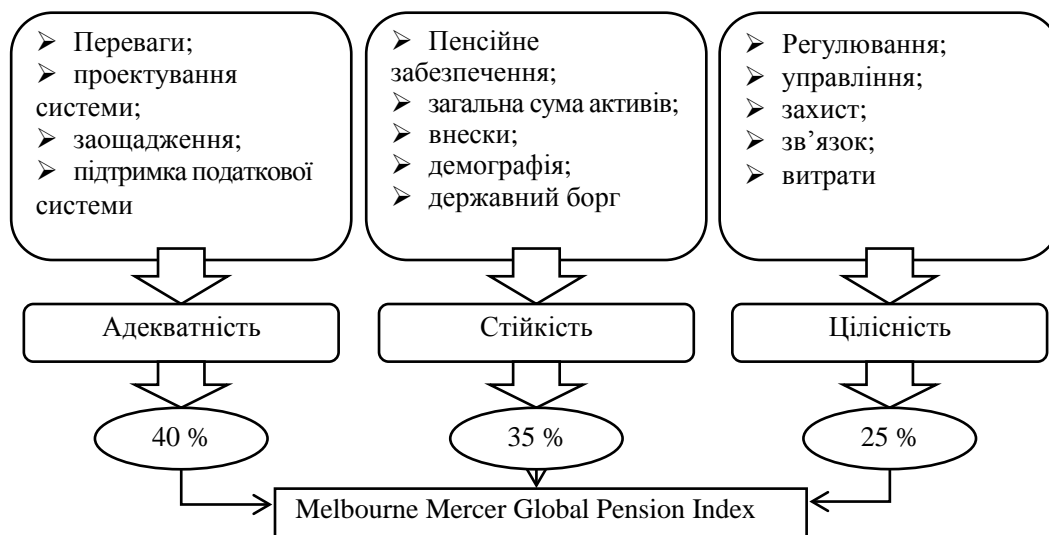 ➢ Переваги;
➢ проектування
системи;
➢ заощадження;
➢ підтримка податкової
системи
➢ Пенсійне
забезпечення;
➢ загальна сума активів;
➢ внески;
➢ демографія;
➢ державний борг
➢ Регулювання;
➢ управління;
➢ захист;
➢ зв’язок;
➢ витрати
Адекватність
Стійкість
Цілісність
40 %
35 %
25 %
Melbourne Mercer Global Pension Index